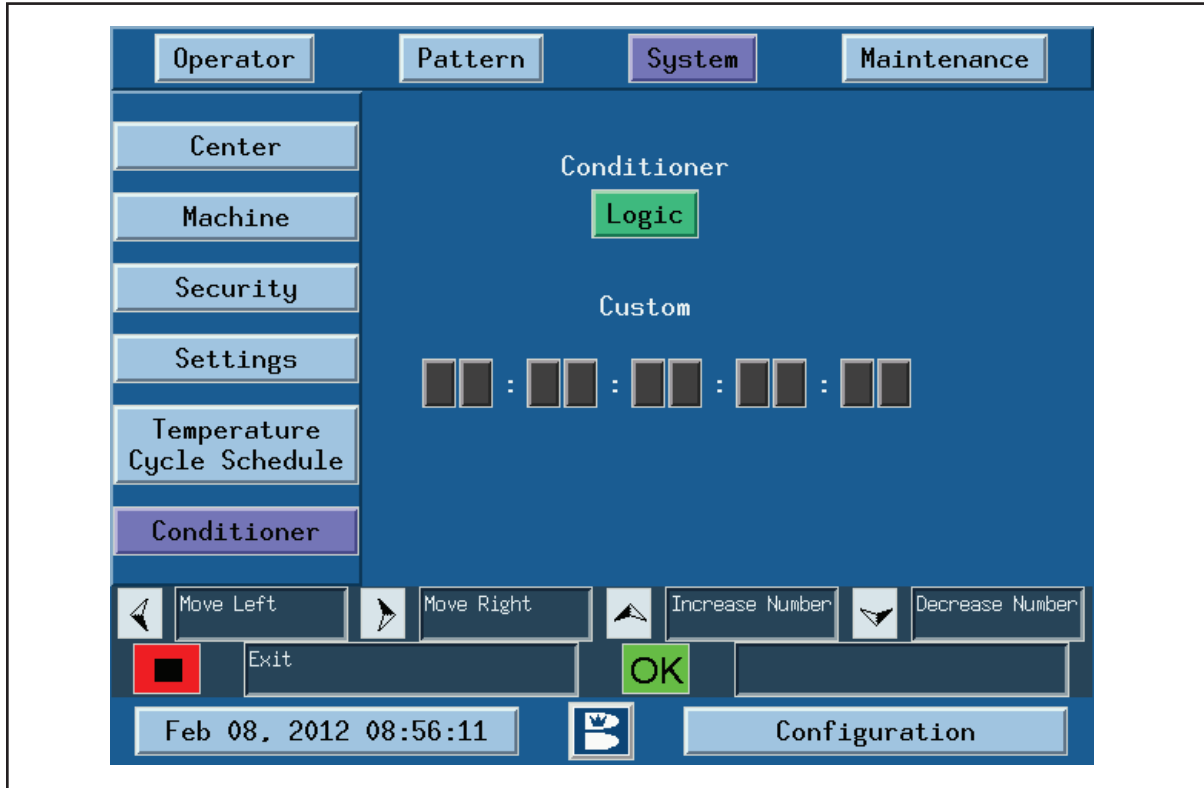 Operator Pattern System Maintenance
Center
Machine
Security
Settings
Temperature
Cycle Schedule
Conditioner
Conditioner
Logic
Custom
: : : :
Move Left Move Right Increase Number Decrease Number
Exit OK
Feb 08, 2012 08:56:11 Configuration